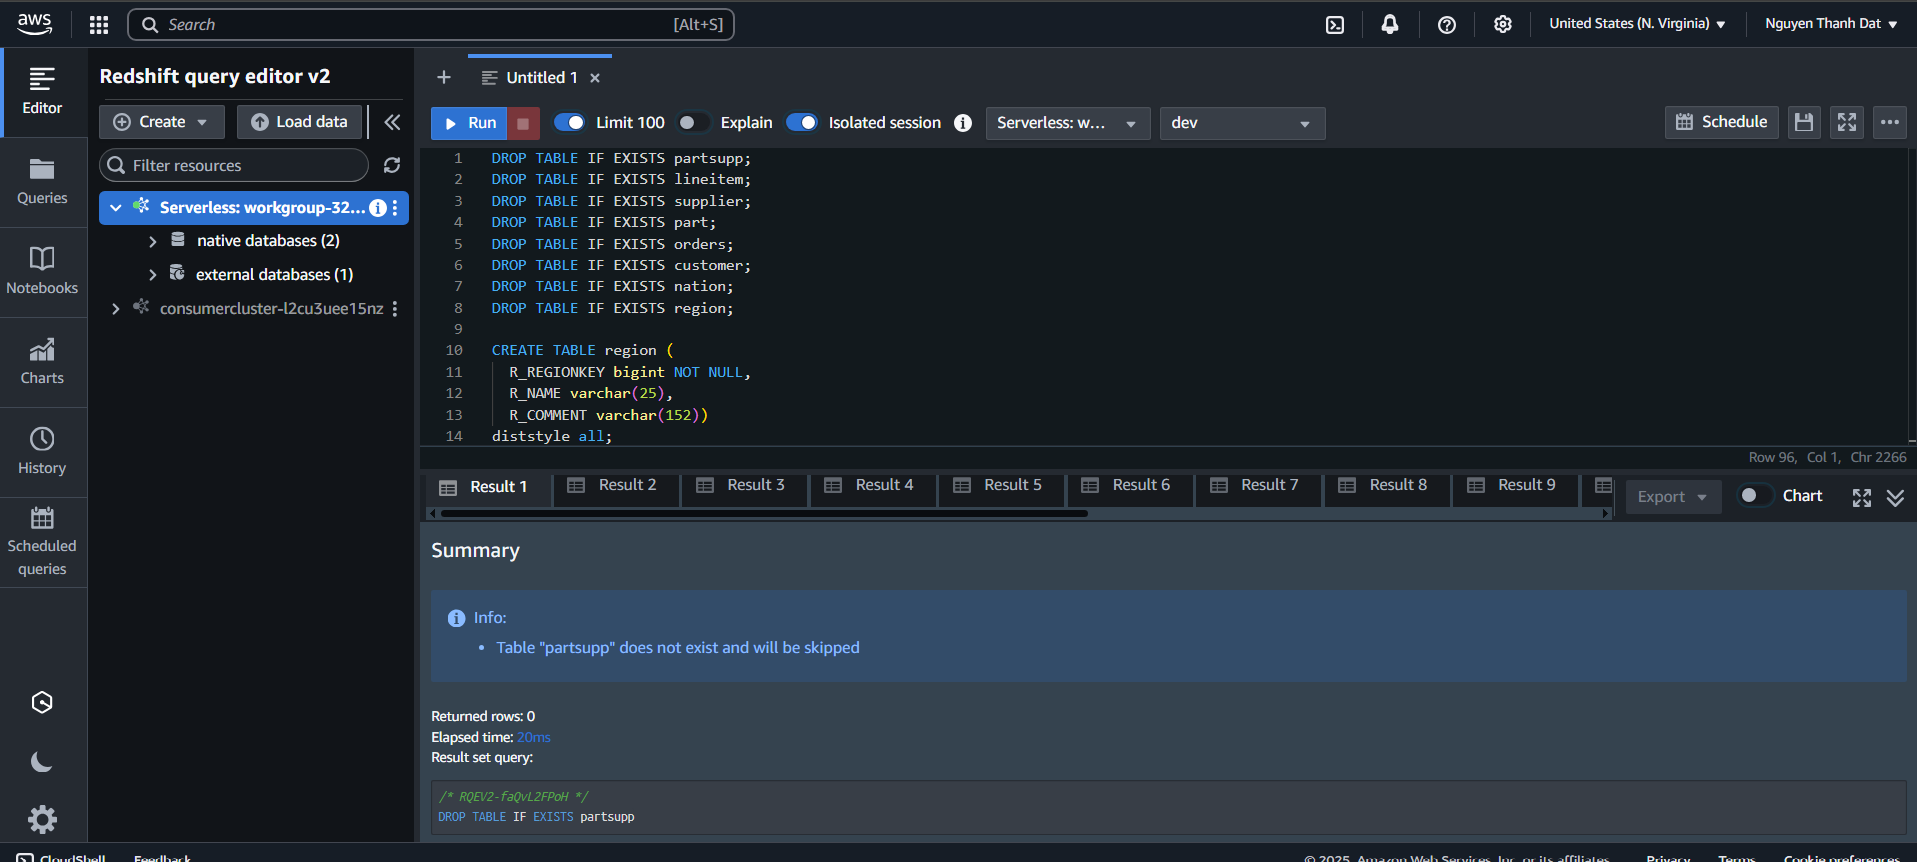 aws
Search
[Alt+S]
United States (N. Virginia)
Nguyen Thanh Dat
Editor
Queries
Notebooks
Charts
History
Scheduled
queries
Redshift query editor v2
Create
Load data
Filter resources
Serverless: workgroup-32...
native databases (2)
external databases (1)
consumercluster-l2cu3uee15nz
Untitled 1
Run
Limit 100
Explain
Isolated session
Serverless: w...
dev
Schedule
1 DROP TABLE IF EXISTS partsupp;
2 DROP TABLE IF EXISTS lineitem;
3 DROP TABLE IF EXISTS supplier;
4 DROP TABLE IF EXISTS part;
5 DROP TABLE IF EXISTS orders;
6 DROP TABLE IF EXISTS customer;
7 DROP TABLE IF EXISTS nation;
8 DROP TABLE IF EXISTS region;
9
10 CREATE TABLE region (
11 R_REGIONKEY bigint NOT NULL,
12 R_NAME varchar(25),
13 R_COMMENT varchar(152))
14 diststyle all;
Row 96, Col 1, Chr 2266
Result 1
Result 2
Result 3
Result 4
Result 5
Result 6
Result 7
Result 8
Result 9
Export
Chart
Summary
Info:
• Table "partsupp" does not exist and will be skipped
Returned rows: 0
Elapsed time: 20ms
Result set query:
/* RQEV2-faQvL2FPoH */
DROP TABLE IF EXISTS partsupp
CloudShell
Feedback
© 2025, Amazon Web Services, Inc. or its affiliates.
Privacy
Terms
Cookie preferences